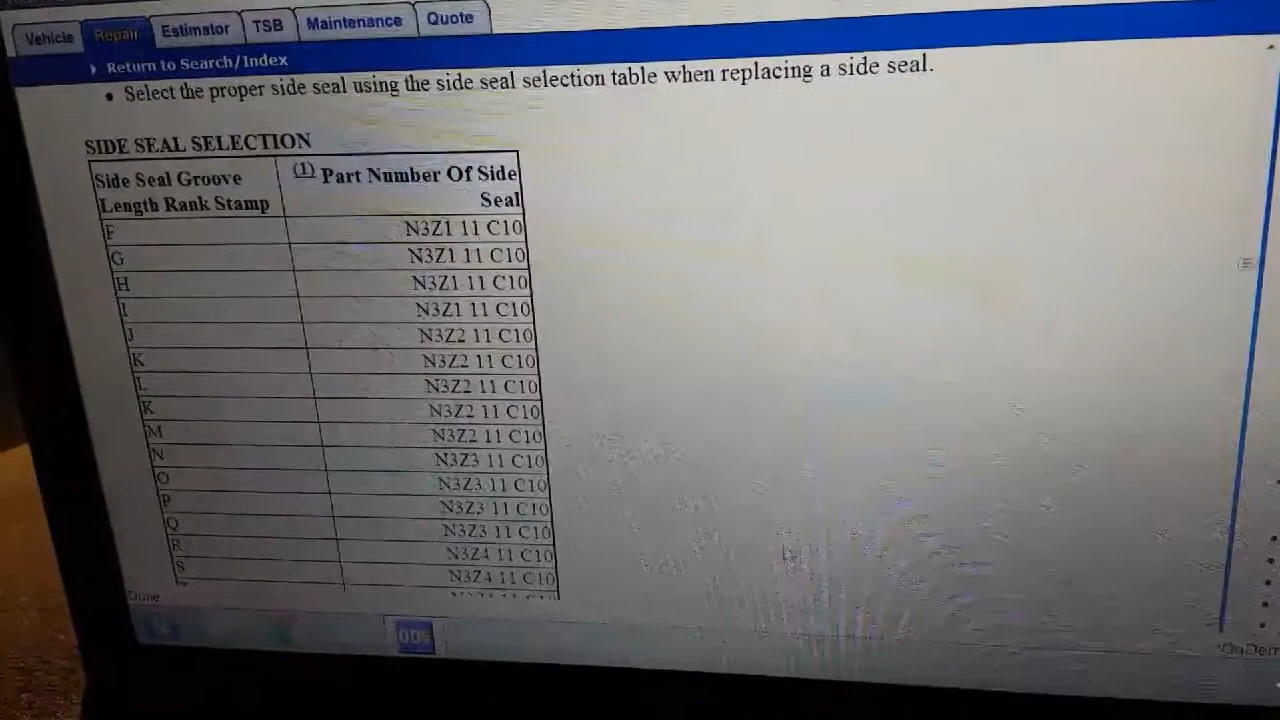 Vehicle Repair Estimator TSB Maintenance Quote
Return to Search/Index
• Select the proper side seal using the side seal selection table when replacing a side seal.
SIDE SEAL SELECTION
Side Seal Groove Length Rank Stamp (1) Part Number Of Side Seal
F N3Z1 11 C10
G N3Z1 11 C10
H N3Z1 11 C10
I N3Z1 11 C10
J N3Z2 11 C10
K N3Z2 11 C10
L N3Z2 11 C10
K N3Z2 11 C10
M N3Z2 11 C10
N N3Z3 11 C10
O N3Z3 11 C10
P N3Z3 11 C10
Q N3Z3 11 C10
R N3Z4 11 C10
S N3Z4 11 C10
Done